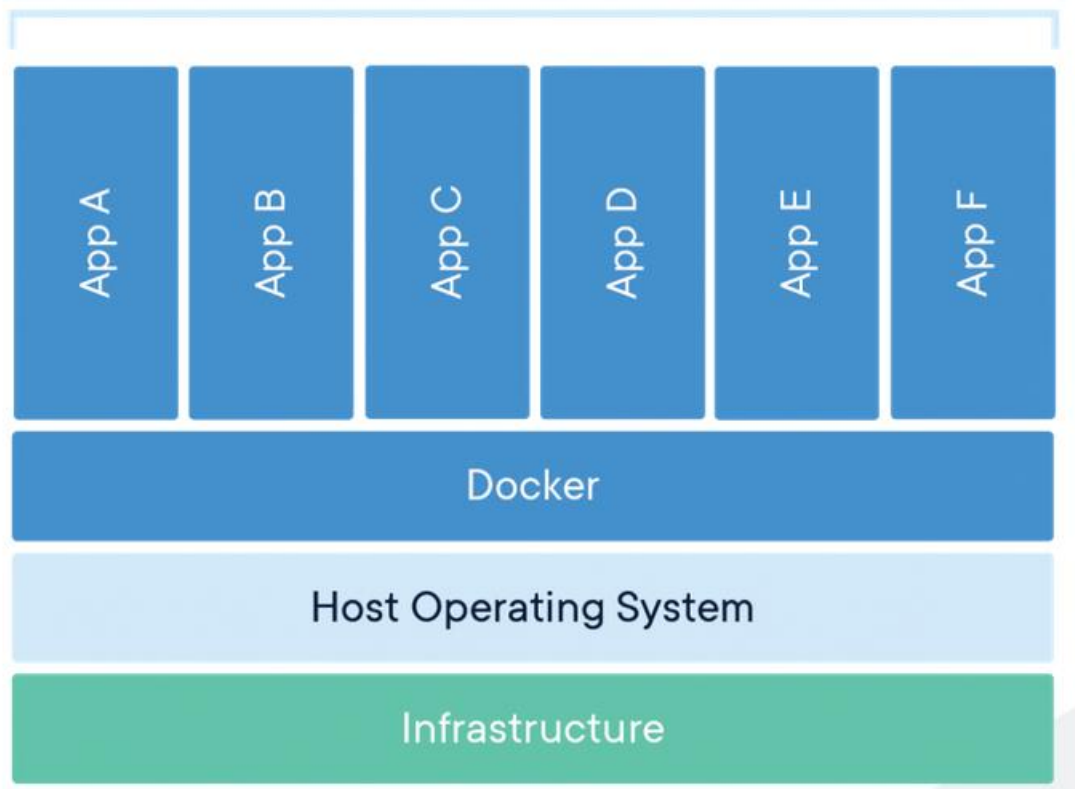 App A
App B
App C
App D
App E
App F
Docker
Host Operating System
Infrastructure